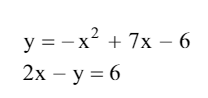 y = −x² + 7x − 6
2x − y = 6